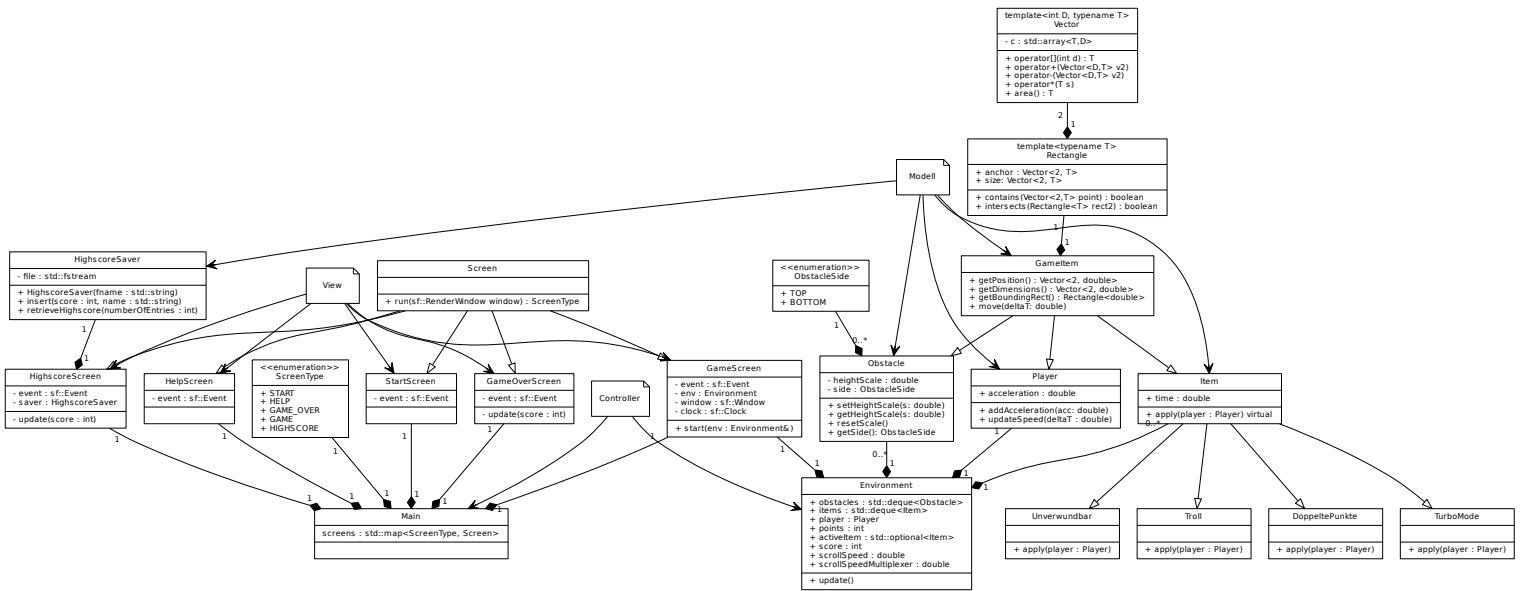 template<int D, typename T>
Vector
- c : std::array<T,D>
+ operator[](int d) : T
+ operator+(Vector<D,T> v2)
+ operator-(Vector<D,T> v2)
+ operator*(T s)
+ area() : T
2
1
template<typename T>
Rectangle
+ anchor : Vector<2, T>
+ size: Vector<2, T>
+ contains(Vector<2,T> point) : boolean
+ intersects(Rectangle<T> rect2) : boolean
1
1
Modell
HighscoreSaver
- file : std::fstream
+ HighscoreSaver(fname : std::string)
+ insert(score : int, name : std::string)
+ retrieveHighscore(numberOfEntries : int)
1
1
View
Screen
+ run(sf::RenderWindow window) : ScreenType
<<enumeration>>
ObstacleSide
+ TOP
+ BOTTOM
1
0..*
GameItem
+ getPosition() : Vector<2, double>
+ getDimensions() : Vector<2, double>
+ getBoundingRect() : Rectangle<double>
+ move(deltaT: double)
HighscoreScreen
- event : sf::Event
- saver : HighscoreSaver
- update(score : int)
1
HelpScreen
- event : sf::Event
1
<<enumeration>>
ScreenType
+ START
+ HELP
+ GAME_OVER
+ GAME
+ HIGHSCORE
1
StartScreen
- event : sf::Event
1
GameOverScreen
- event : sf::Event
- update(score : int)
1
Controller
GameScreen
- event : sf::Event
- env : Environment
- window : sf::Window
- clock : sf::Clock
+ start(env : Environment&)
1
1
Obstacle
- heightScale : double
- side : ObstacleSide
+ setHeightScale(s: double)
+ getHeightScale(s: double)
+ resetScale()
+ getSide(): ObstacleSide
0..*
Player
+ acceleration : double
+ addAcceleration(acc: double)
+ updateSpeed(deltaT : double)
1
Item
+ time : double
+ apply(player : Player) virtual
0..*
1
1
1
1
1
1
Main
screens : std::map<ScreenType, Screen>
1
1
1
1
Environment
+ obstacles : std::deque<Obstacle>
+ items : std::deque<Item>
+ player : Player
+ points : int
+ activeItem : std::optional<Item>
+ score : int
+ scrollSpeed : double
+ scrollSpeedMultiplexer : double
+ update()
Unverwundbar
+ apply(player : Player)
Troll
+ apply(player : Player)
DoppeltePunkte
+ apply(player : Player)
TurboMode
+ apply(player : Player)